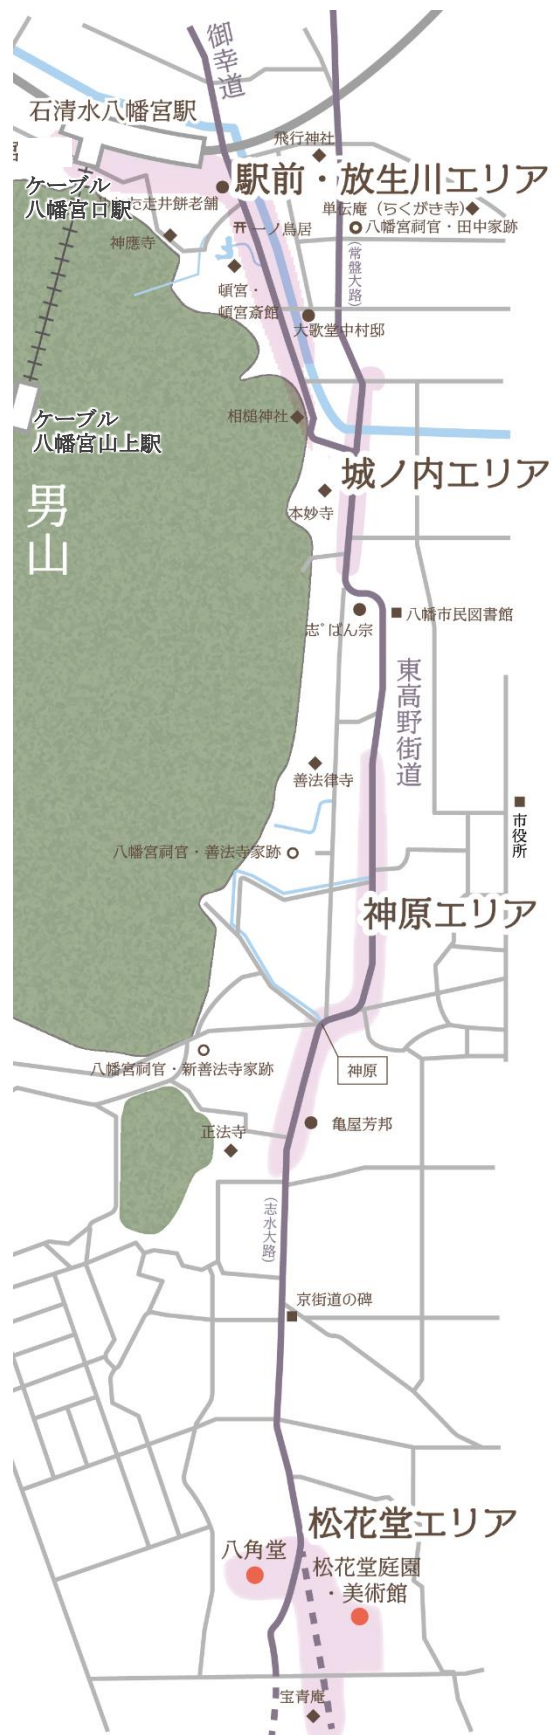 御幸道
石清水八幡宮駅
飛行神社
駅前・放生川エリア
ケーブル
八幡宮口駅
走井餅老舗
単伝庵(らくがき寺)
八幡宮祠官・田中家跡
一ノ鳥居
神應寺
(常盤大路)
頓宮・
頓宮斎館
大歌堂中村邸
ケーブル
八幡宮山上駅
相槌神社
城ノ内エリア
男山
本妙寺
八幡市民図書館
志゛ばん宗
東高野街道
善法律寺
市役所
八幡宮祠官・善法寺家跡
神原エリア
八幡宮祠官・新善法寺家跡
神原
亀屋芳邦
正法寺
(志水大路)
京街道の碑
松花堂エリア
八角堂
松花堂庭園
・美術館
宝青庵